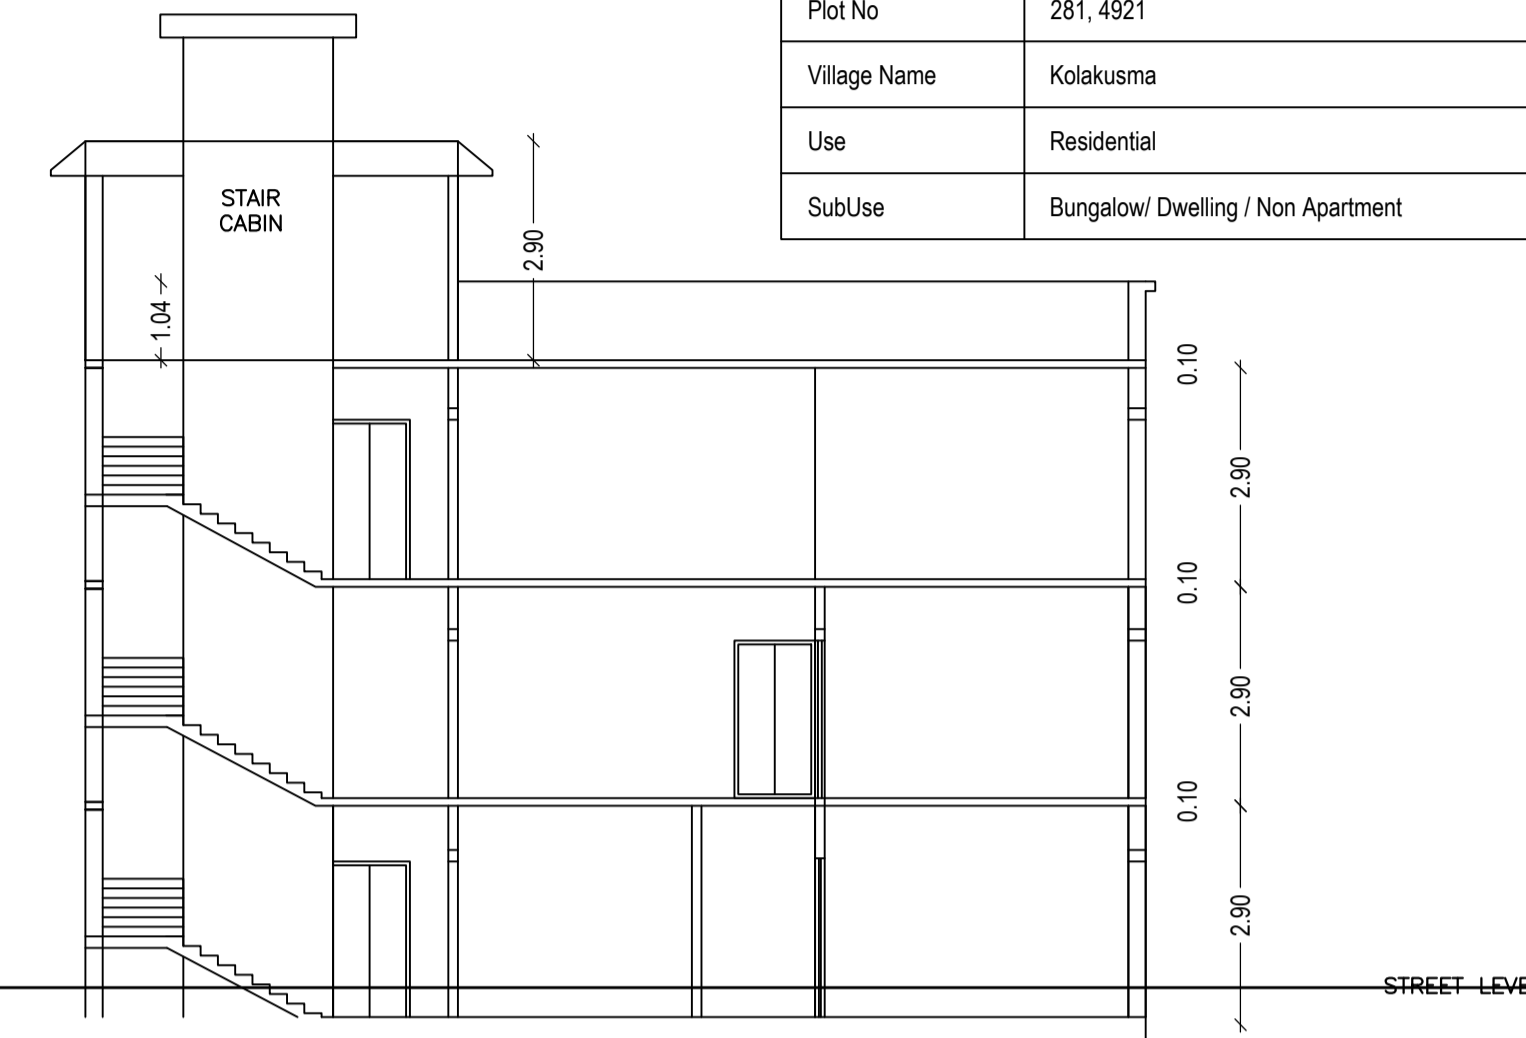 Plot No 281, 4921
Village Name Kolakusma
Use Residential
SubUse Bungalow/ Dwelling / Non Apartment
STAIR
CABIN
2.90
1.04
0.10
2.90
0.10
2.90
0.10
2.90
STREET LEVE